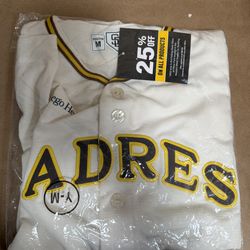 M
25% OFF
ON ALL PRODUCTS
ADRES
Y-M